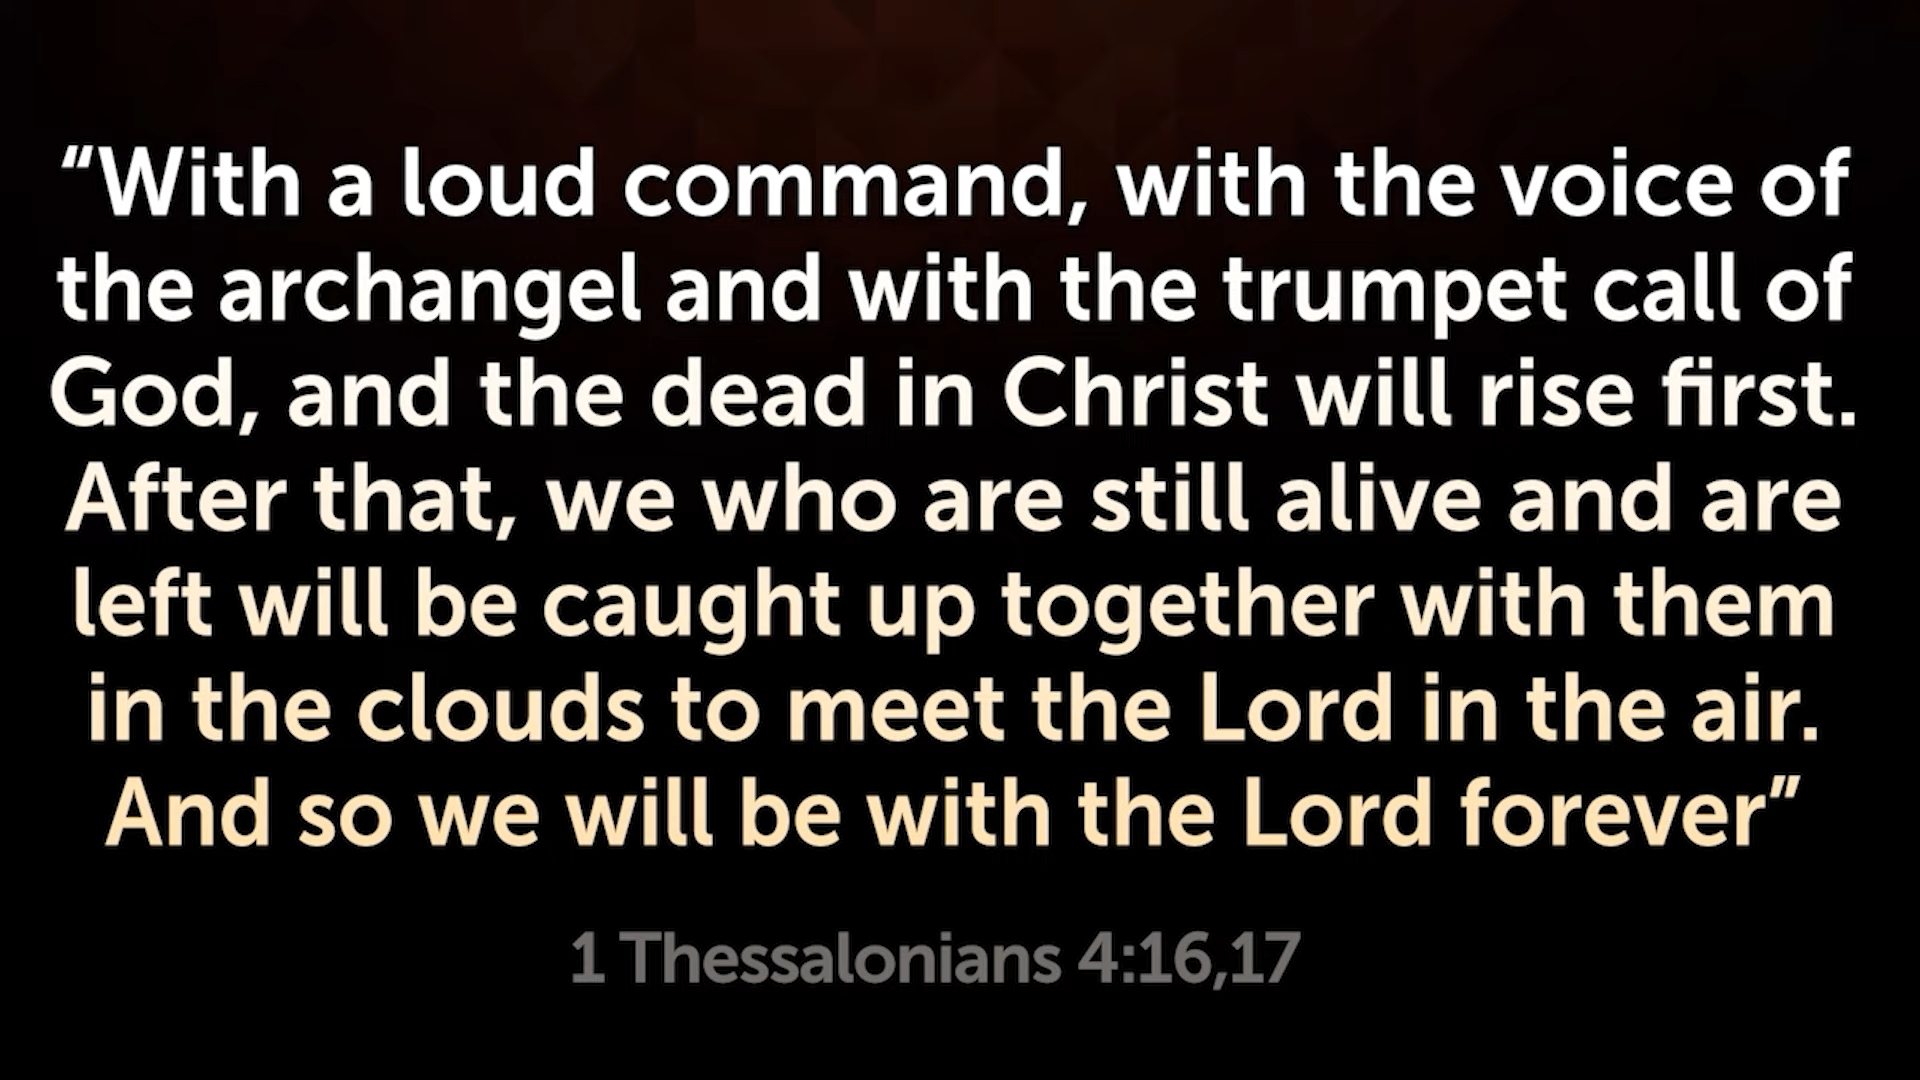 “With a loud command, with the voice of
the archangel and with the trumpet call of
God, and the dead in Christ will rise first.
After that, we who are still alive and are
left will be caught up together with them
in the clouds to meet the Lord in the air.
And so we will be with the Lord forever”
1 Thessalonians 4:16,17